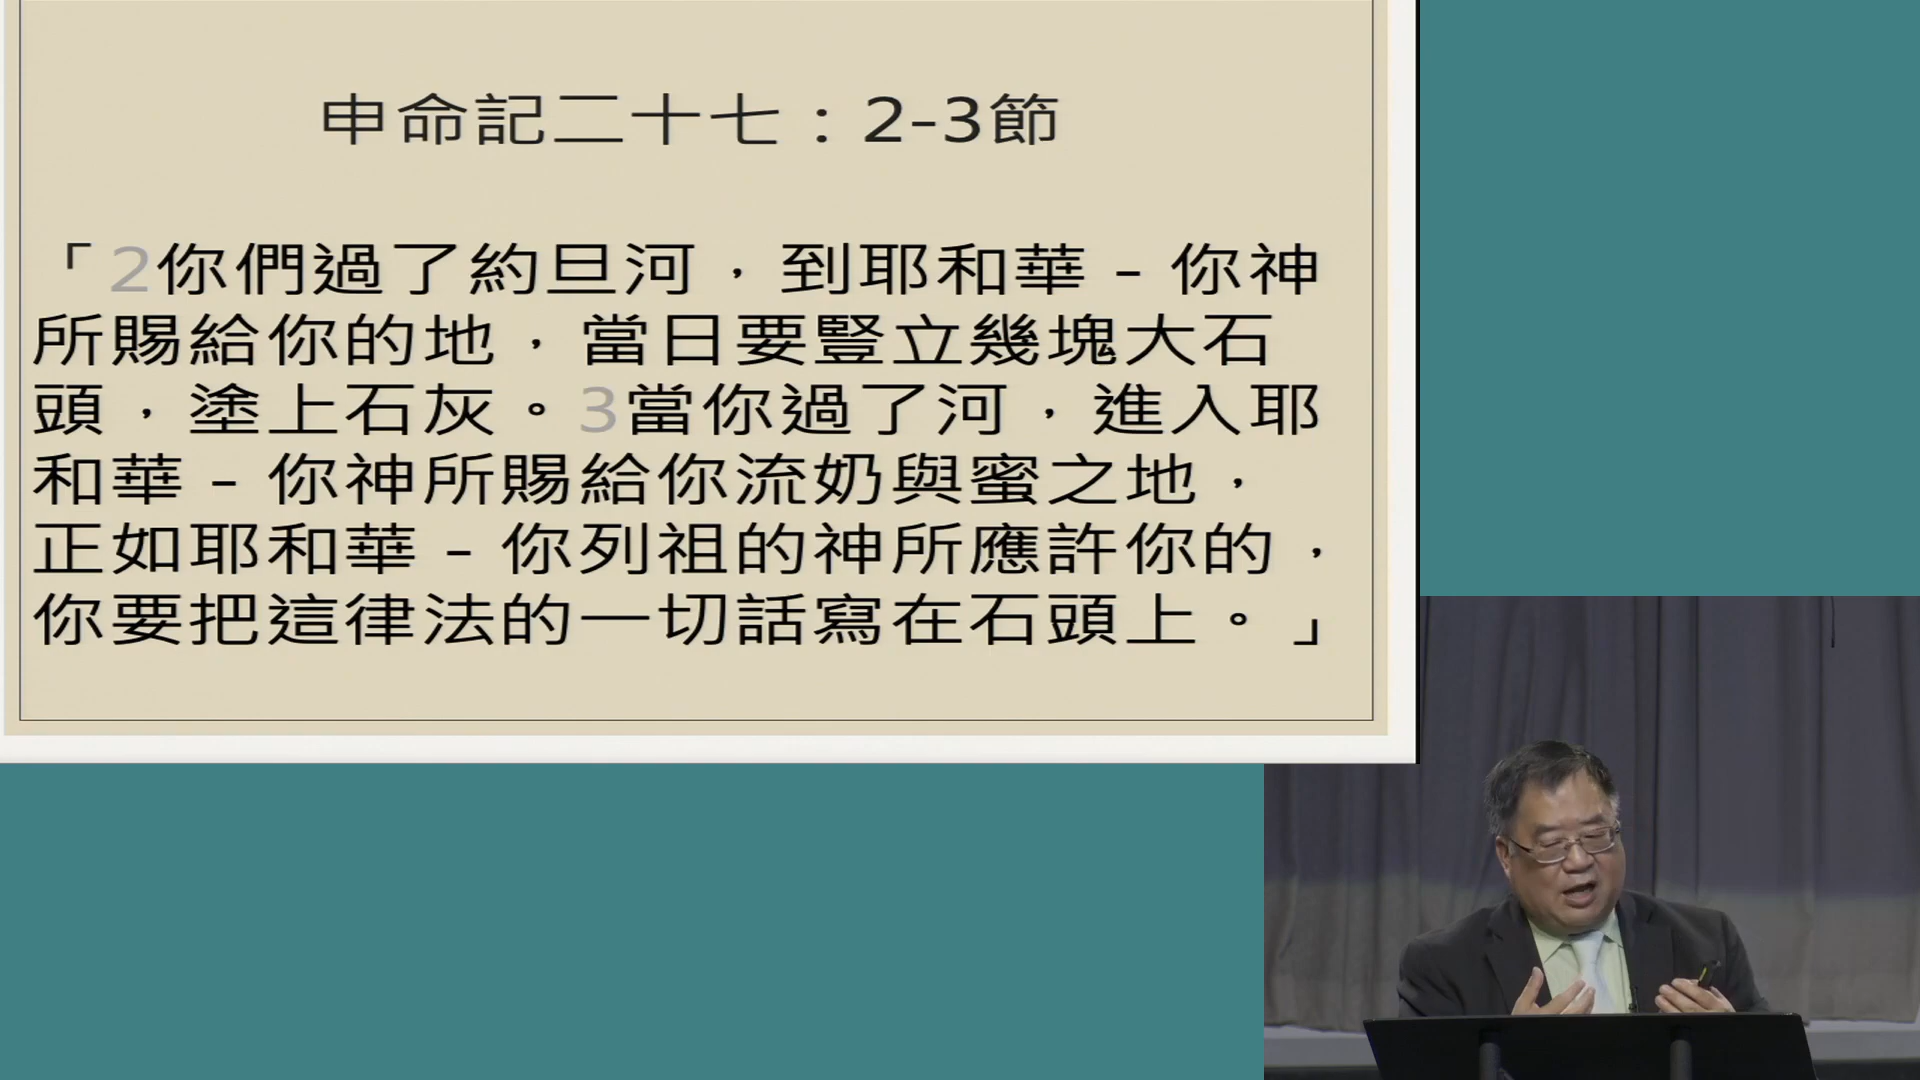 申命記二十七：2-3節
「2你們過了約旦河，到耶和華－你神
所賜給你的地，當日要豎立幾塊大石
頭，塗上石灰。3當你過了河，進入耶
和華－你神所賜給你流奶與蜜之地，
正如耶和華－你列祖的神所應許你的，
你要把這律法的一切話寫在石頭上。」